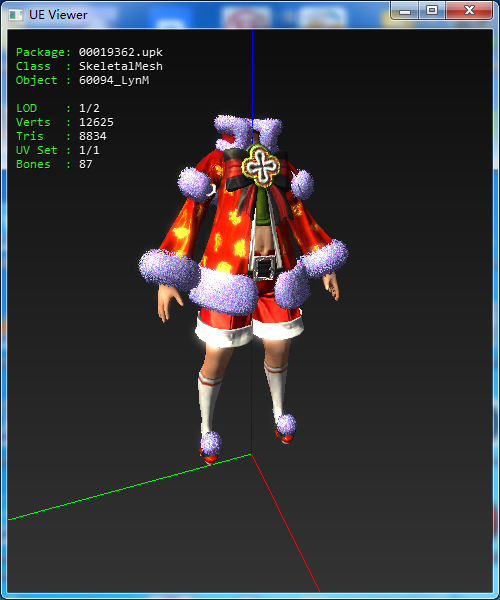 UE Viewer
Package: 00019362.upk
Class : SkeletalMesh
Object : 60094_LynM
LOD : 1/2
Verts : 12625
Tris : 8834
UV Set : 1/1
Bones : 87